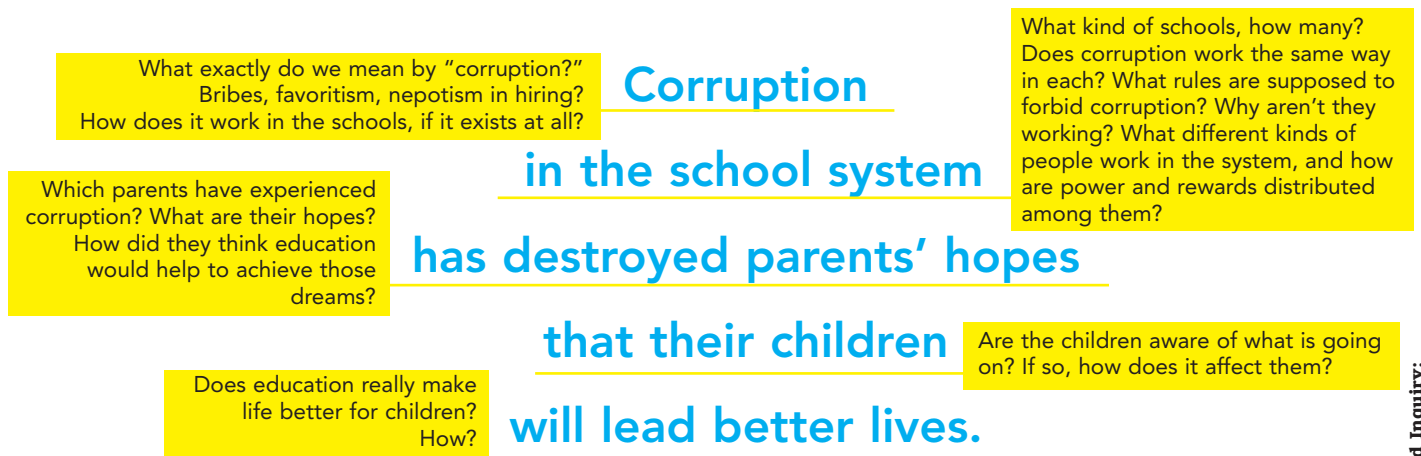 What exactly do we mean by “corruption?”
Bribes, favoritism, nepotism in hiring?
How does it work in the schools, if it exists at all?
Corruption
What kind of schools, how many?
Does corruption work the same way
in each? What rules are supposed to
forbid corruption? Why aren’t they
working? What different kinds of
people work in the system, and how
are power and rewards distributed
among them?
in the school system
Which parents have experienced
corruption? What are their hopes?
How did they think education
would help to achieve those
dreams?
has destroyed parents’ hopes
that their children
Are the children aware of what is going
on? If so, how does it affect them?
Does education really make
life better for children?
How?
will lead better lives.
Inquiry: